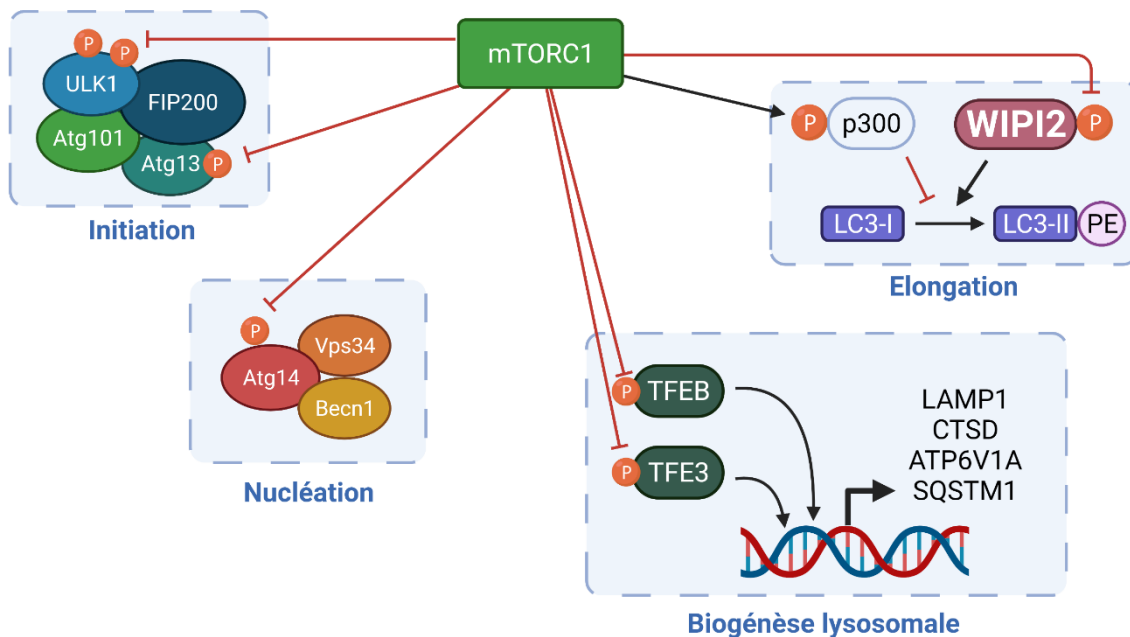 mTORC1
P
P
ULK1
FIP200
Atg101
Atg13
P
Initiation
P
p300
WIPI2
P
LC3-I
LC3-II
PE
Elongation
P
Vps34
Atg14
Becn1
Nucléation
P
TFEB
P
TFE3
LAMP1
CTSD
ATP6V1A
SQSTM1
Biogénèse lysosomale